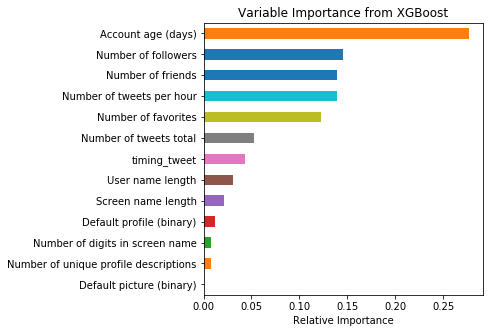 Variable Importance from XGBoost
Account age (days)
Number of followers
Number of friends
Number of tweets per hour
Number of favorites
Number of tweets total
timing_tweet
User name length
Screen name length
Default profile (binary)
Number of digits in screen name
Number of unique profile descriptions
Default picture (binary)
0.00 0.05 0.10 0.15 0.20 0.25
Relative Importance